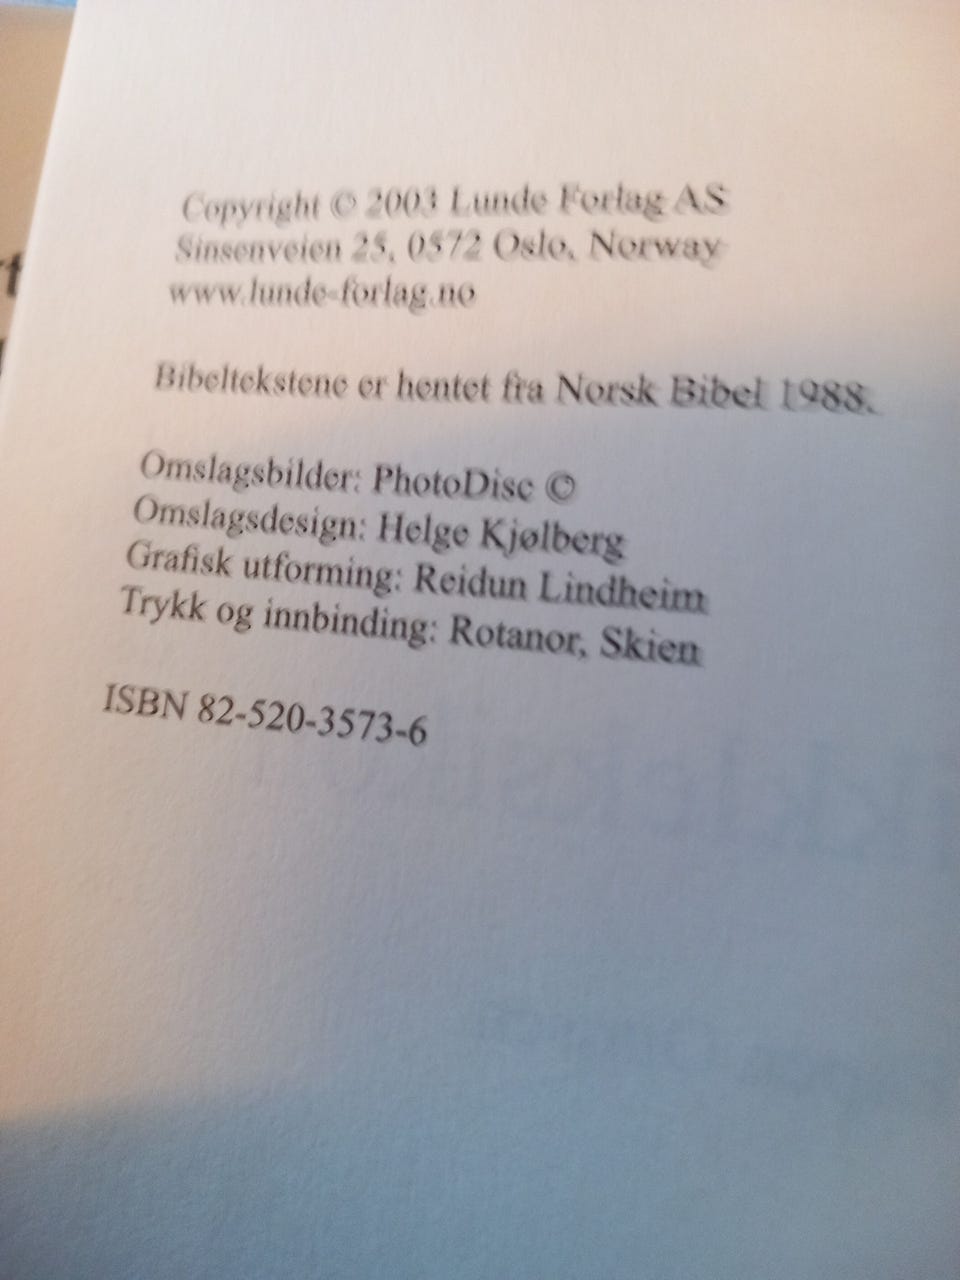 Copyright © 2003 Lunde Forlag AS
Sinsenveien 25, 0572 Oslo, Norway
www.lunde-forlag.no
Bibeltekstene er hentet fra Norsk Bibel 1988.
Omslagsbilder: PhotoDisc ©
Omslagsdesign: Helge Kjølberg
Grafisk utforming: Reidun Lindheim
Trykk og innbinding: Rotanor, Skien
ISBN 82-520-3573-6